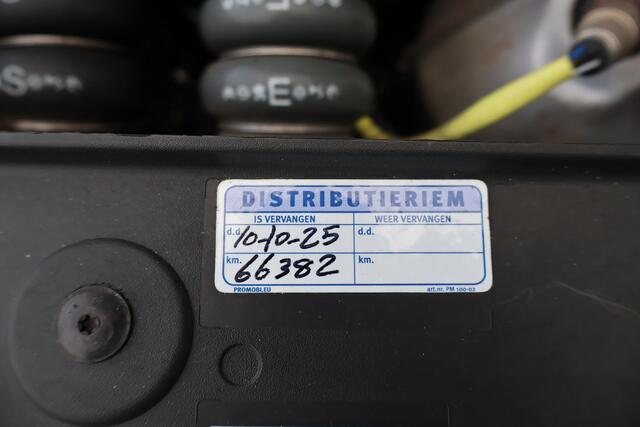 DISTRIBUTIERIEM
IS VERVANGEN WEER VERVANGEN
d.d. 10-10-25 d.d.
km. 66382 km.
PROMOBI.EU art.nr. PM 100-02